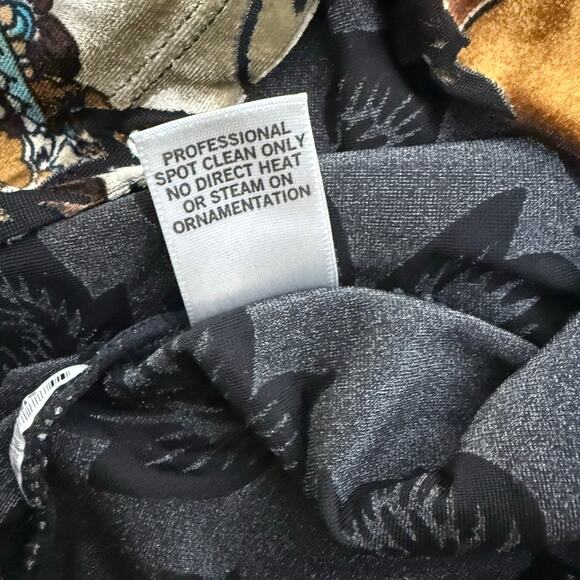 PROFESSIONAL
SPOT CLEAN ONLY
NO DIRECT HEAT
OR STEAM ON
ORNAMENTATION